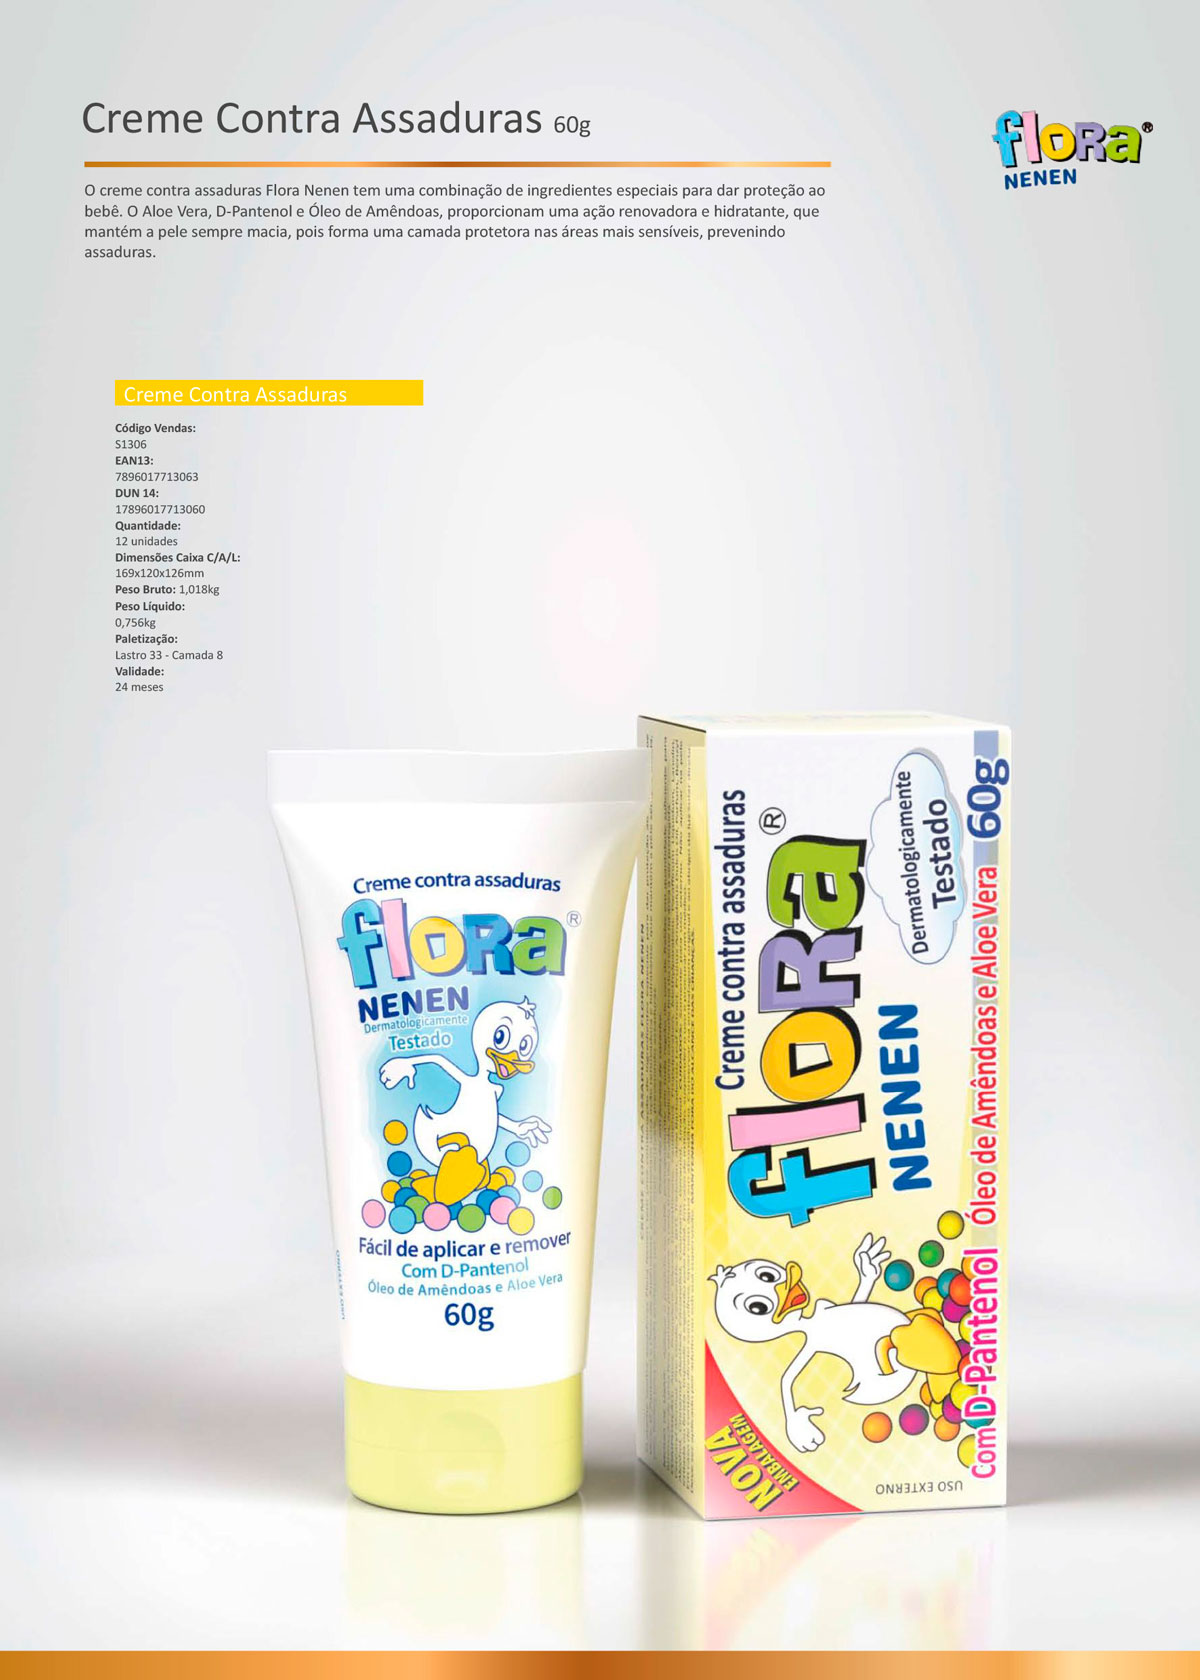 Creme Contra Assaduras 60g
flora®
NENEN
O creme contra assaduras Flora Nenen tem uma combinação de ingredientes especiais para dar proteção ao
bebê. O Aloe Vera, D-Pantenol e Óleo de Amêndoas, proporcionam uma ação renovadora e hidratante, que
mantém a pele sempre macia, pois forma uma camada protetora nas áreas mais sensíveis, prevenindo
assaduras.
Creme Contra Assaduras
Código Vendas:
S1306
EAN13:
7896017713063
DUN 14:
17896017713060
Quantidade:
12 unidades
Dimensões Caixa C/A/L:
169x120x126mm
Peso Bruto: 1,018kg
Peso Líquido:
0,756kg
Paletização:
Lastro 33 - Camada 8
Validade:
24 meses
Creme contra assaduras
flora®
NENEN
Dermatologicamente
Testado
Fácil de aplicar e remover
Com D-Pantenol
Óleo de Amêndoas e Aloe Vera
60g
USO EXTERNO
Creme contra assaduras
flora®
NENEN
Dermatologicamente
Testado
Com D-Pantenol Óleo de Amêndoas e Aloe Vera 60g
NOVA
EMBALAGEM
USO EXTERNO